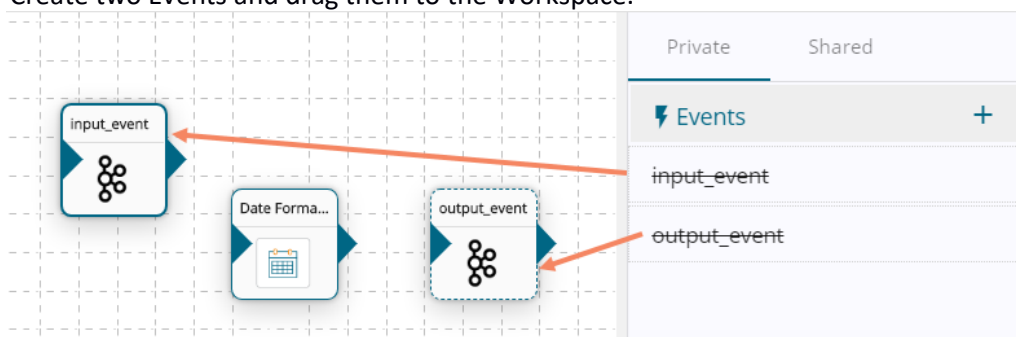 Create two Events and drag them to the Workspace.
Private Shared
Events +
input_event
output_event
input_event
Date Forma...
output_event